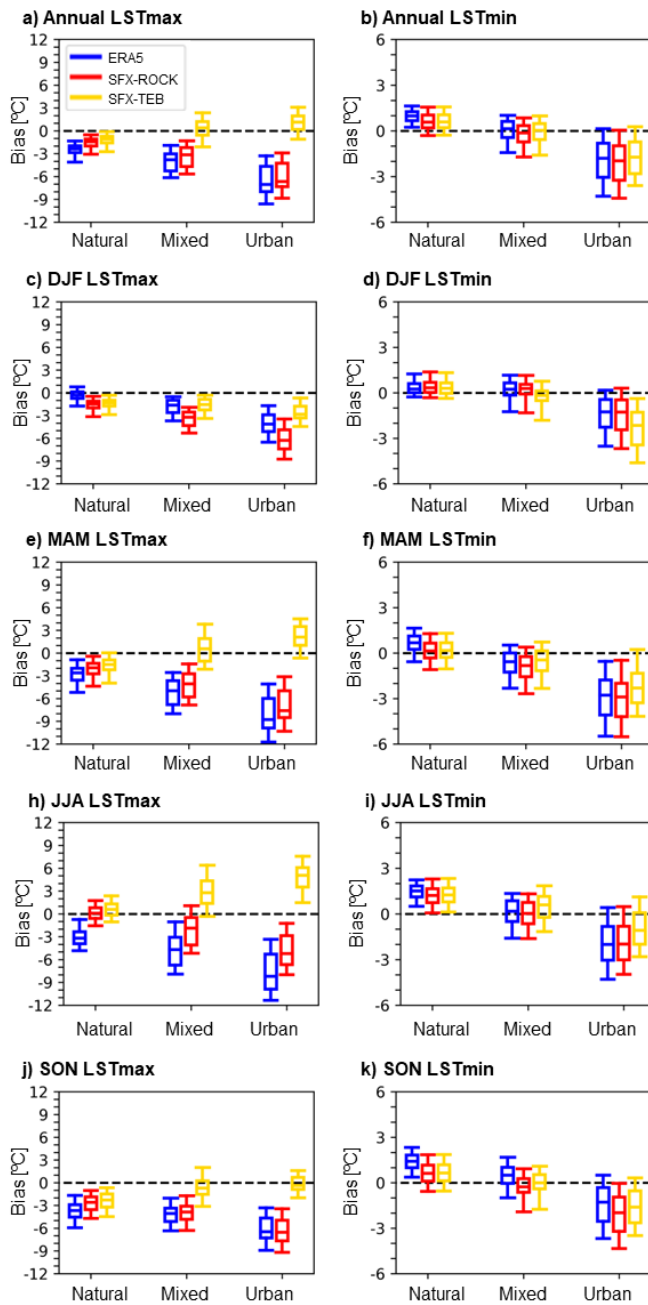 a) Annual LSTmax
b) Annual LSTmin
12
9
6
3
0
-3
-6
-9
-12
Bias [ºC]
ERA5
SFX-ROCK
SFX-TEB
Natural Mixed Urban
6
3
0
-3
-6
Bias [ºC]
Natural Mixed Urban
c) DJF LSTmax
d) DJF LSTmin
12
9
6
3
0
-3
-6
-9
-12
Bias [ºC]
Natural Mixed Urban
6
3
0
-3
-6
Bias [ºC]
Natural Mixed Urban
e) MAM LSTmax
f) MAM LSTmin
12
9
6
3
0
-3
-6
-9
-12
Bias [ºC]
Natural Mixed Urban
6
3
0
-3
-6
Bias [ºC]
Natural Mixed Urban
h) JJA LSTmax
i) JJA LSTmin
12
9
6
3
0
-3
-6
-9
-12
Bias [ºC]
Natural Mixed Urban
6
3
0
-3
-6
Bias [ºC]
Natural Mixed Urban
j) SON LSTmax
k) SON LSTmin
12
9
6
3
0
-3
-6
-9
-12
Bias [ºC]
Natural Mixed Urban
6
3
0
-3
-6
Bias [ºC]
Natural Mixed Urban